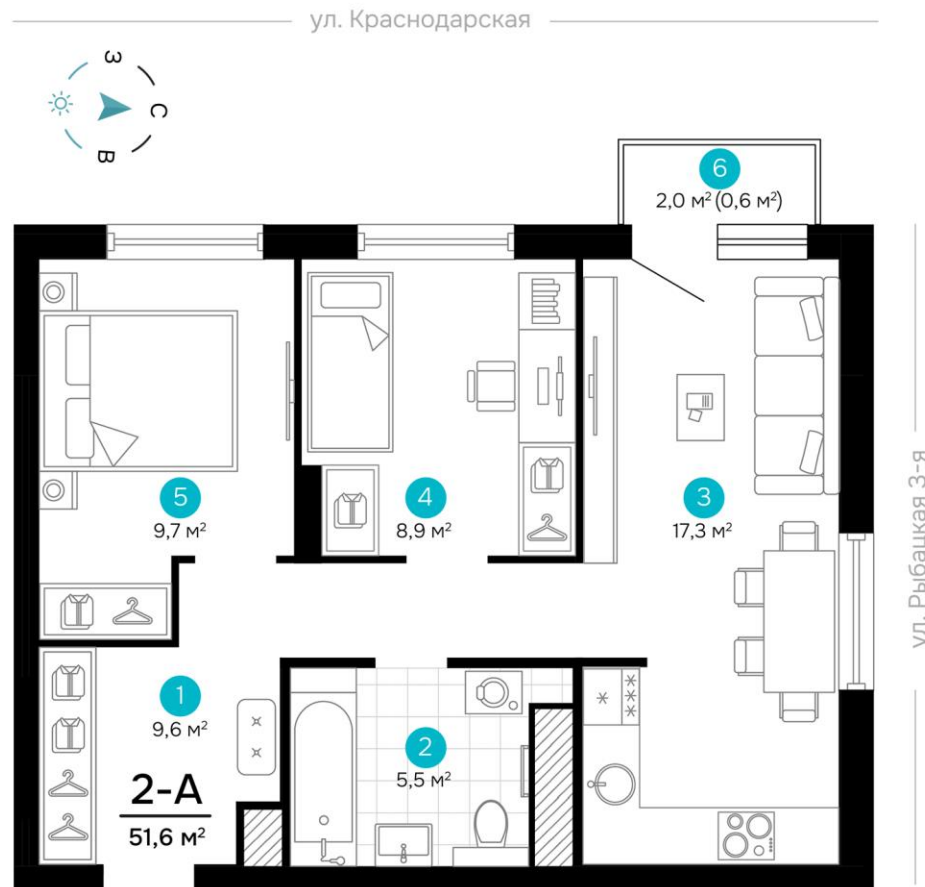 ул. Краснодарская
З
С
В
6
2,0 м² (0,6 м²)
5
9,7 м²
4
8,9 м²
3
17,3 м²
ул. Рыбацкая 3-я
1
9,6 м²
2
5,5 м²
2-А
51,6 м²